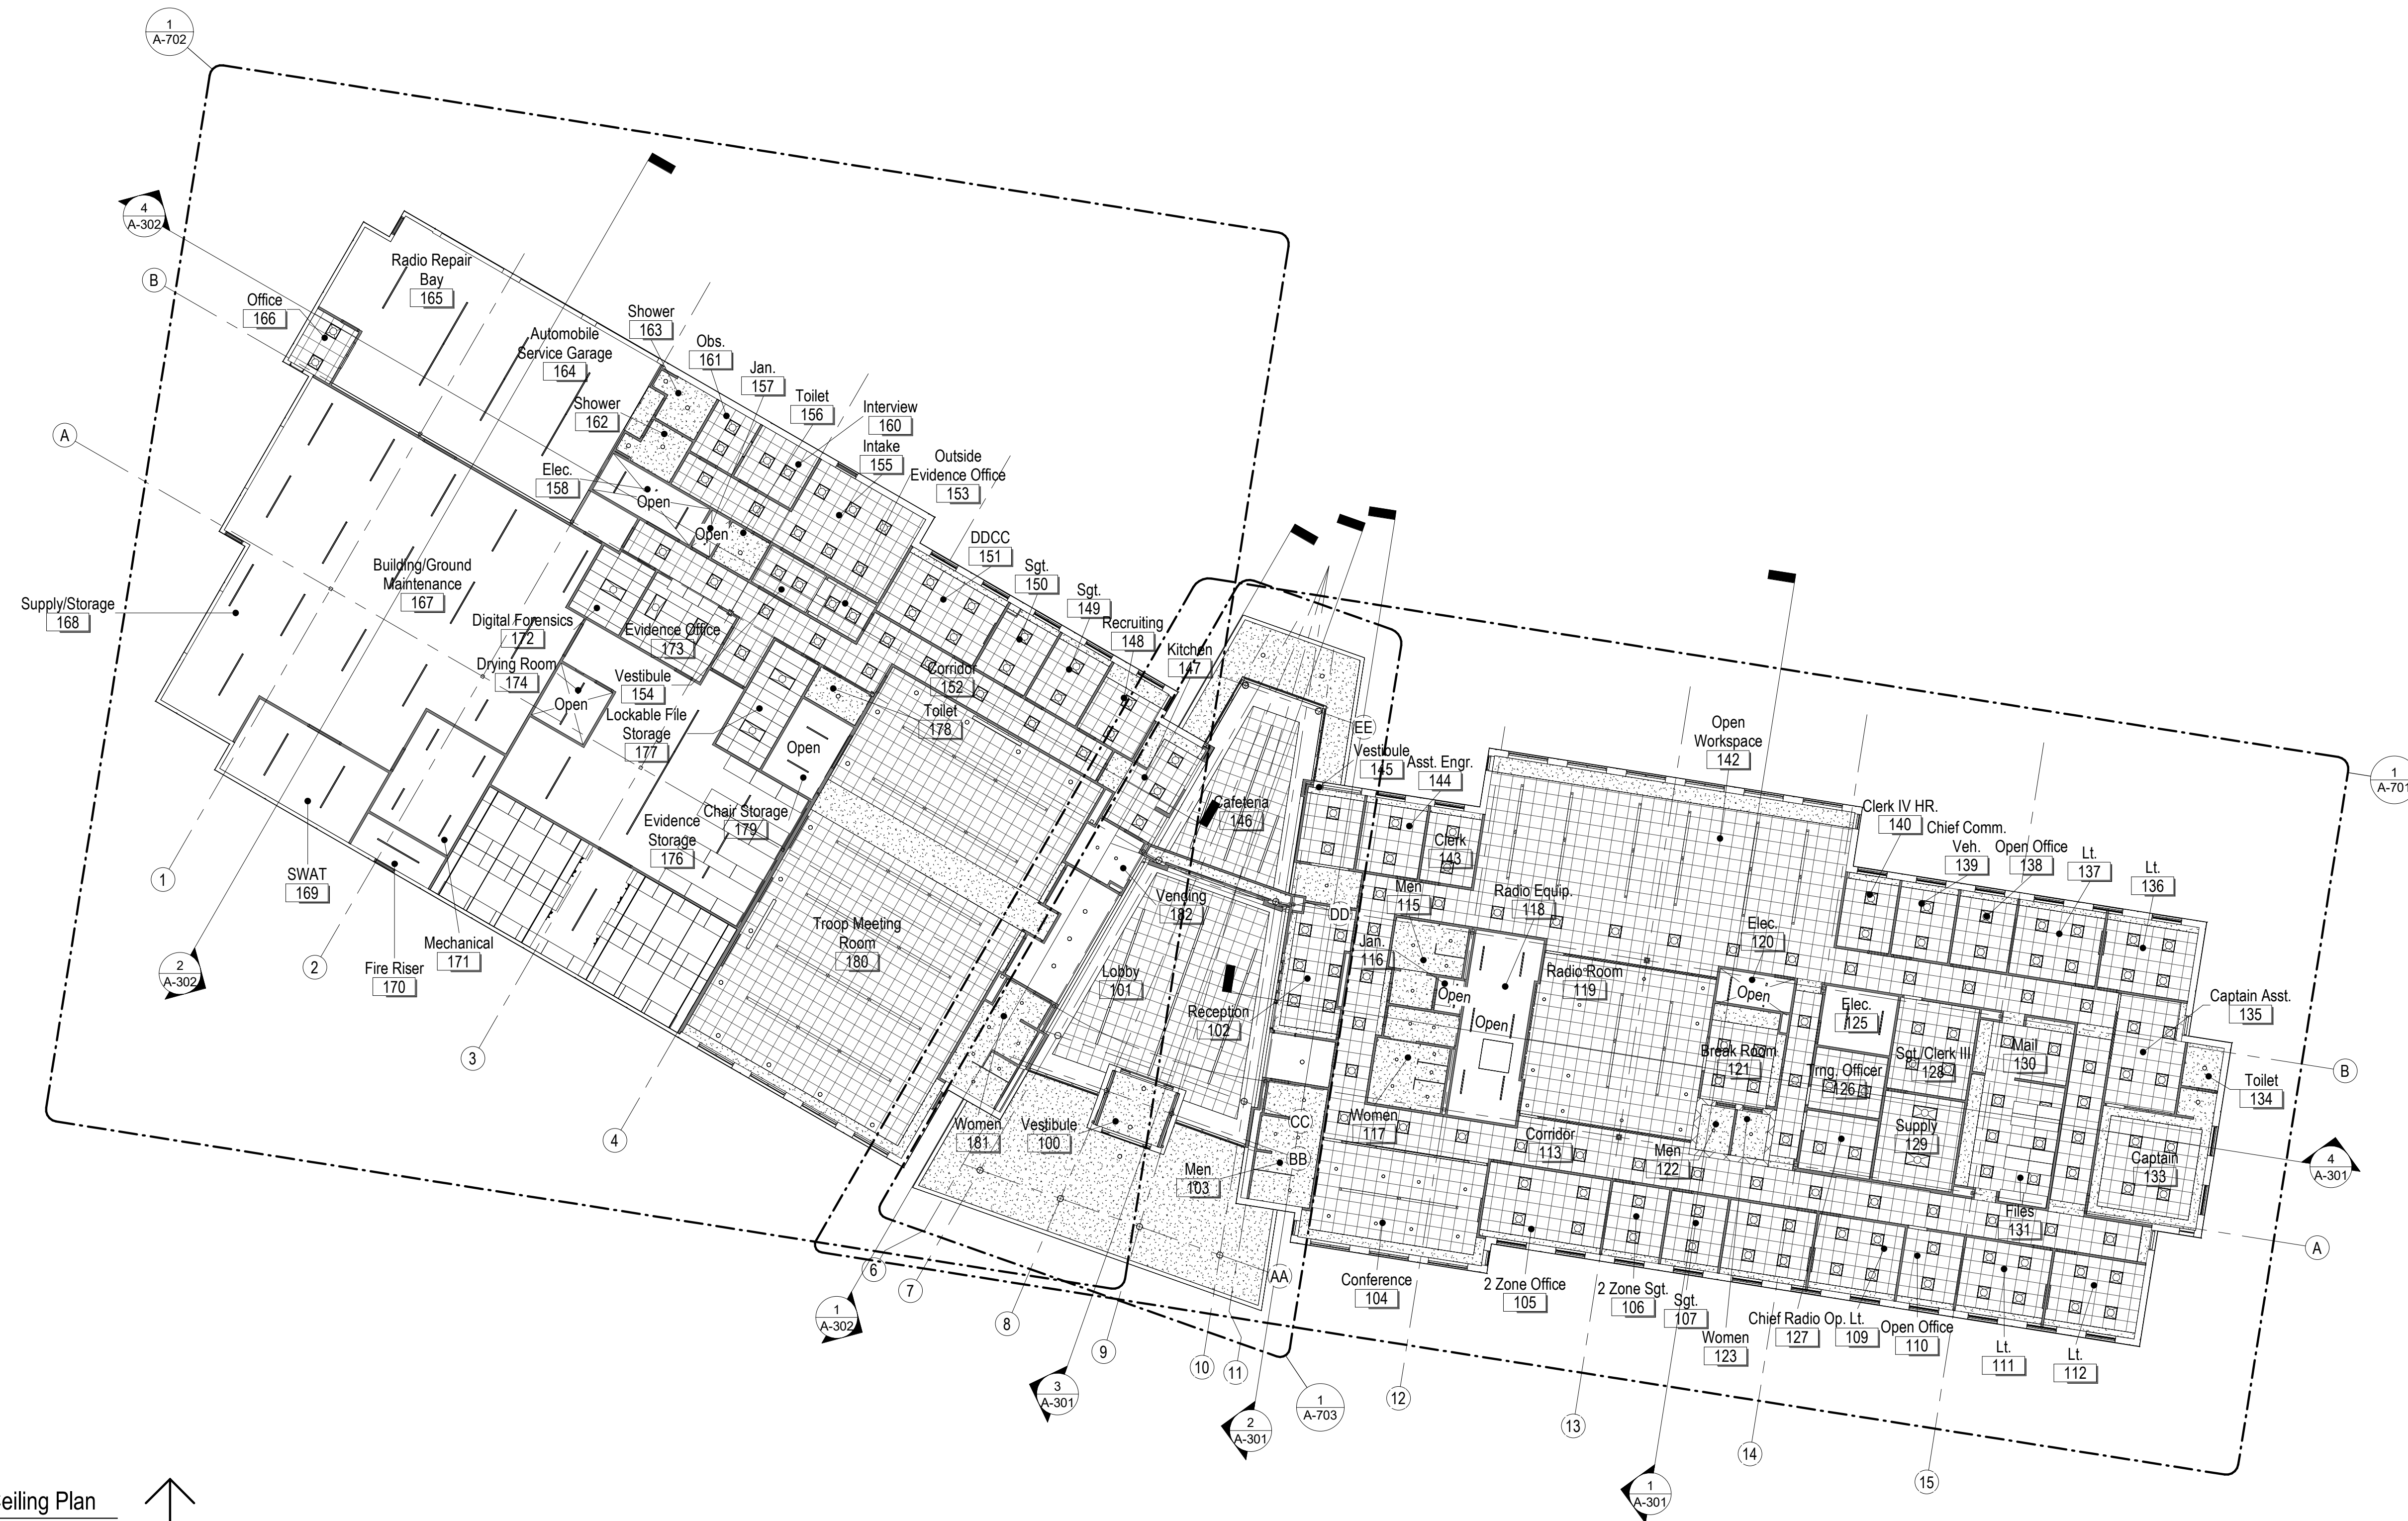 1
A-702
4
A-302
B
Office
166
Radio Repair
Bay
165
Automobile
Service Garage
164
Shower
163
Obs.
161
Jan.
157
Toilet
156
Interview
160
Intake
155
Outside
Evidence Office
153
Shower
162
A
Elec.
158
Open
Open
DDCC
151
Sgt.
150
Sgt.
149
Recruiting
148
Kitchen
147
Building/Ground
Maintenance
167
Supply/Storage
168
Digital Forensics
172
Evidence Office
173
Drying Room
174
Open
Vestibule
154
Corridor
152
Lockable File
Storage
177
Toilet
178
Open
Chair Storage
179
Evidence
Storage
176
SWAT
169
Mechanical
171
Fire Riser
170
Troop Meeting
Room
180
1
2
A-302
2
3
4
EE
Vestibule
145
Asst. Engr.
144
Cafeteria
146
Clerk
143
Open
Workspace
142
1
A-701
Clerk IV HR.
140
Chief Comm.
Veh.
139
Open Office
138
Lt.
137
Lt.
136
Men
115
Radio Equip.
118
Vending
182
DD
Elec.
120
Jan.
116
Lobby
101
Radio Room
119
Open
Open
Open
Reception
102
Elec.
125
Captain Asst.
135
Break Room
121
Sgt./Clerk III
128
Mail
130
Trng. Officer
126
B
Toilet
134
Women
181
Vestibule
100
CC
Women
117
Corridor
113
Supply
129
BB
Men
103
Men
122
Captain
133
4
A-301
Files
131
A
AA
Conference
104
2 Zone Office
105
2 Zone Sgt.
106
Sgt.
107
Women
123
Chief Radio Op.
127
Lt.
109
Open Office
110
Lt.
111
Lt.
112
6
7
8
9
10
11
12
13
14
15
1
A-302
3
A-301
2
A-301
1
A-703
1
A-301
eiling Plan